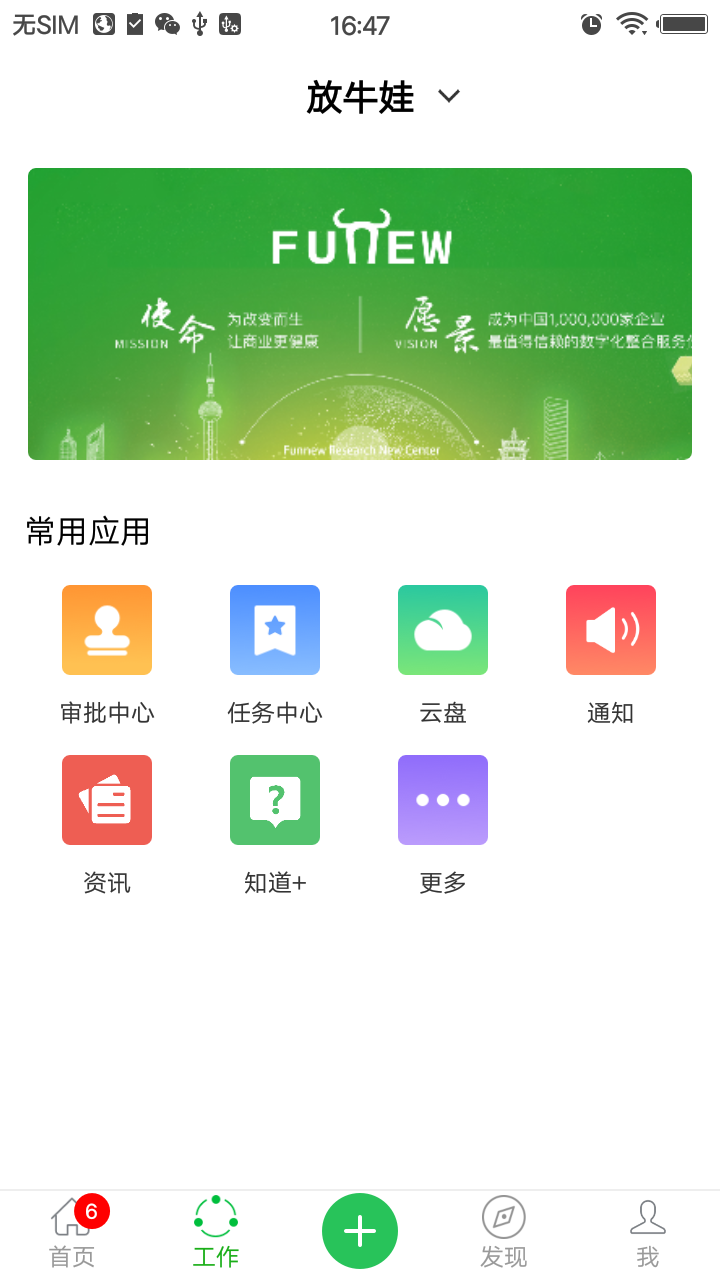 无SIM 16:47
放牛娃
FUNNEW
使命 MISSION 为改变而生
让商业更健康
愿景 VISION 成为中国1,000,000家企业
最值得信赖的数字化整合服务
Funnew Research New Center
常用应用
审批中心 任务中心 云盘 通知
资讯 知道+ 更多
6
首页 工作 发现 我